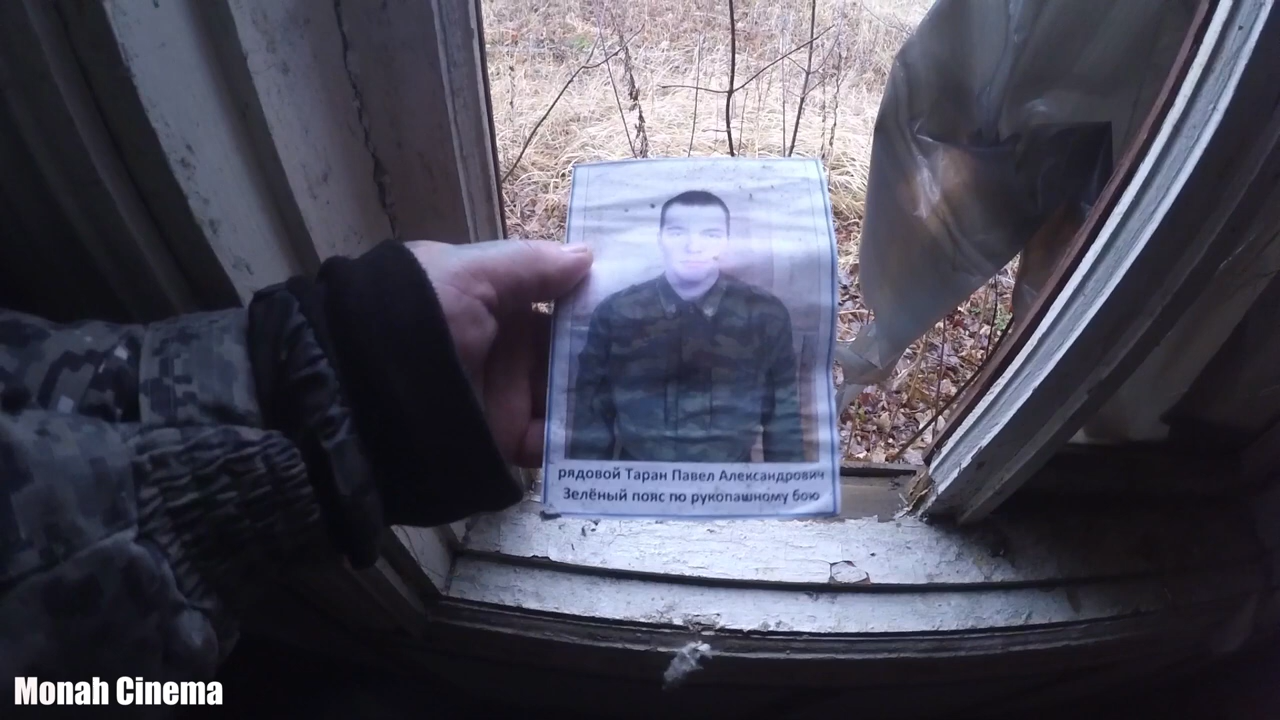 рядовой Таран Павел Александрович
Зелёный пояс по рукопашному бою
Monah Cinema